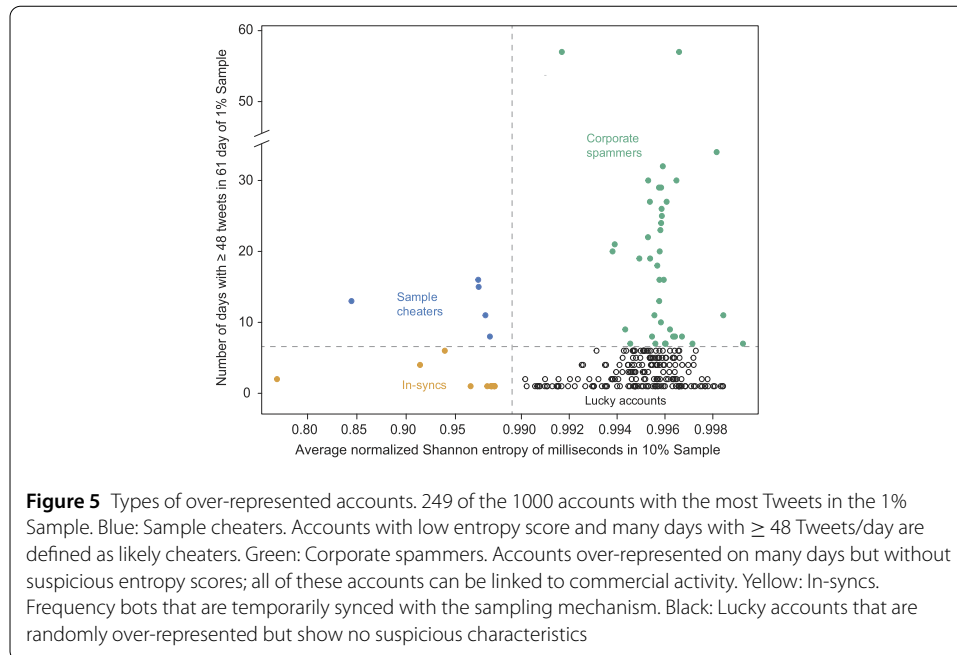 Number of days with ≥ 48 tweets in 61 day of 1% Sample
60
50
30
20
10
0
Corporate
spammers
Sample
cheaters
In-syncs
Lucky accounts
0.80 0.85 0.90 0.95 0.990 0.992 0.994 0.996 0.998
Average normalized Shannon entropy of milliseconds in 10% Sample
Figure 5 Types of over-represented accounts. 249 of the 1000 accounts with the most Tweets in the 1%
Sample. Blue: Sample cheaters. Accounts with low entropy score and many days with ≥ 48 Tweets/day are
defined as likely cheaters. Green: Corporate spammers. Accounts over-represented on many days but without
suspicious entropy scores; all of these accounts can be linked to commercial activity. Yellow: In-syncs.
Frequency bots that are temporarily synced with the sampling mechanism. Black: Lucky accounts that are
randomly over-represented but show no suspicious characteristics